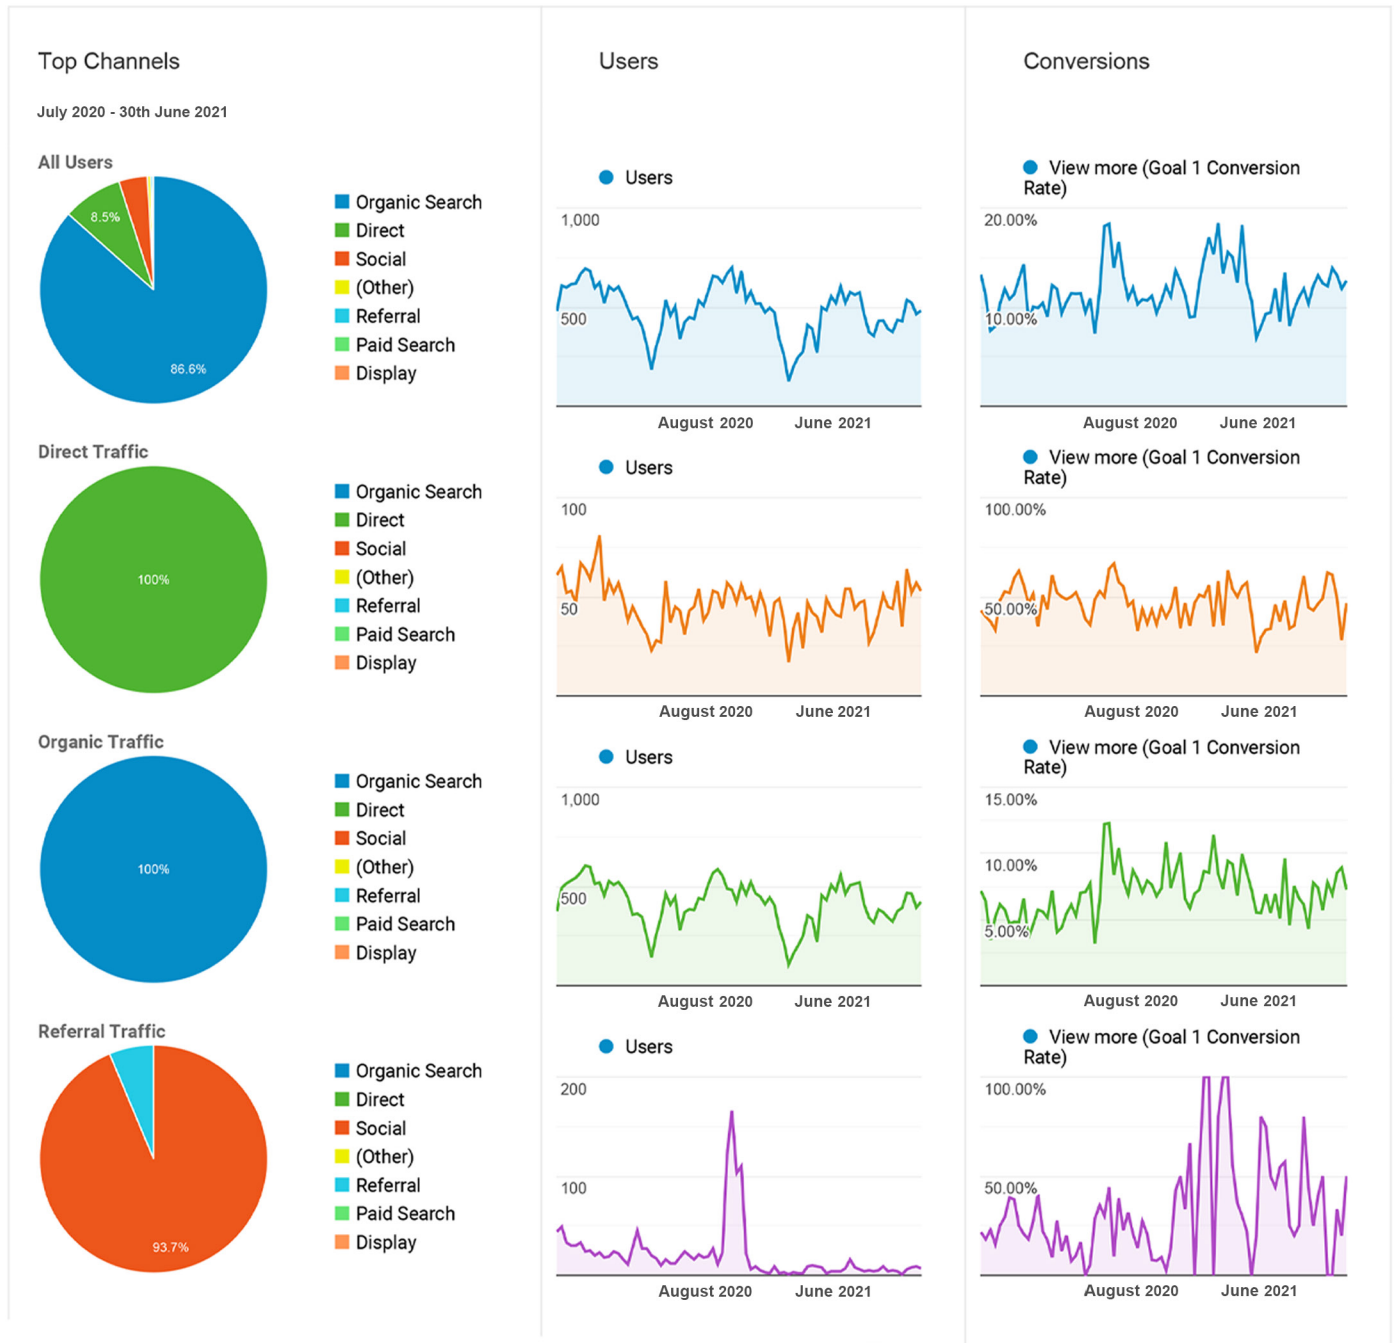 Top Channels
Users
Conversions
July 2020 - 30th June 2021
All Users
8.5%
86.6%
Organic Search
Direct
Social
(Other)
Referral
Paid Search
Display
Users
1,000
500
August 2020
June 2021
View more (Goal 1 Conversion
Rate)
20.00%
10.00%
August 2020
June 2021
Direct Traffic
100%
Organic Search
Direct
Social
(Other)
Referral
Paid Search
Display
Users
100
50
August 2020
June 2021
View more (Goal 1 Conversion
Rate)
100.00%
50.00%
August 2020
June 2021
Organic Traffic
100%
Organic Search
Direct
Social
(Other)
Referral
Paid Search
Display
Users
1,000
500
August 2020
June 2021
View more (Goal 1 Conversion
Rate)
15.00%
10.00%
5.00%
August 2020
June 2021
Referral Traffic
93.7%
Organic Search
Direct
Social
(Other)
Referral
Paid Search
Display
Users
200
100
August 2020
June 2021
View more (Goal 1 Conversion
Rate)
100.00%
50.00%
August 2020
June 2021